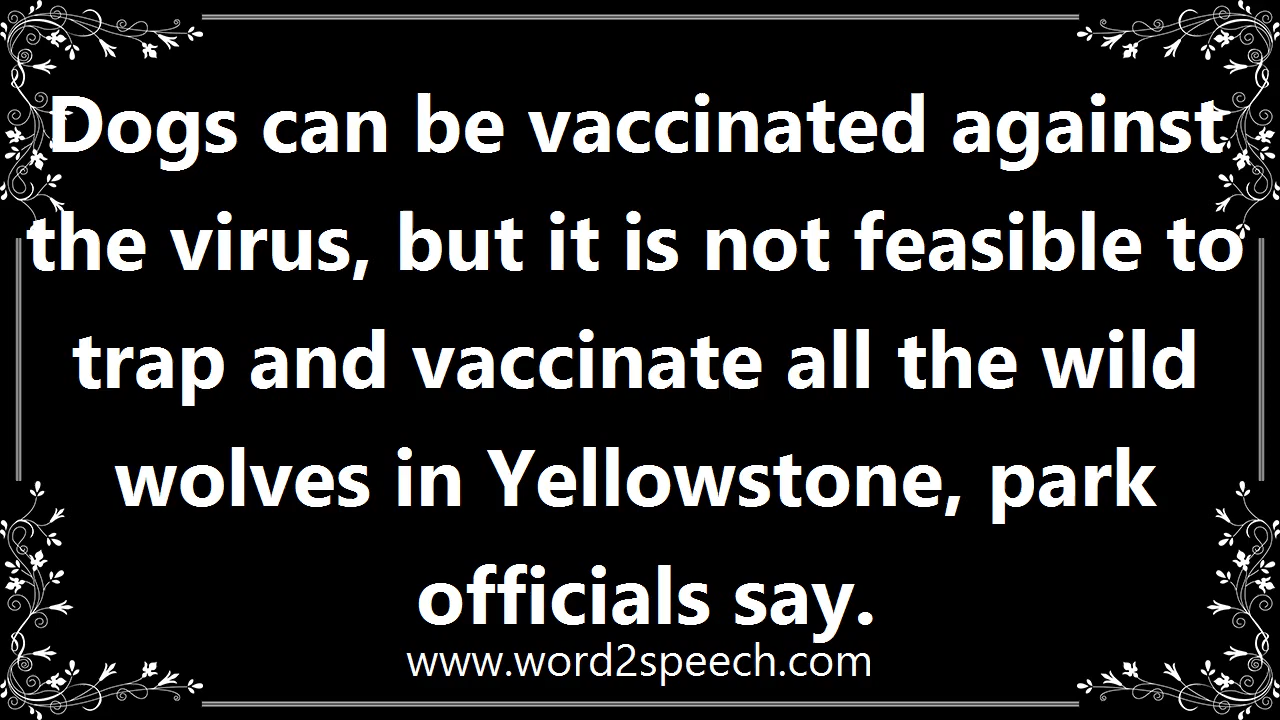 Dogs can be vaccinated against
the virus, but it is not feasible to
trap and vaccinate all the wild
wolves in Yellowstone, park
officials say.
www.word2speech.com